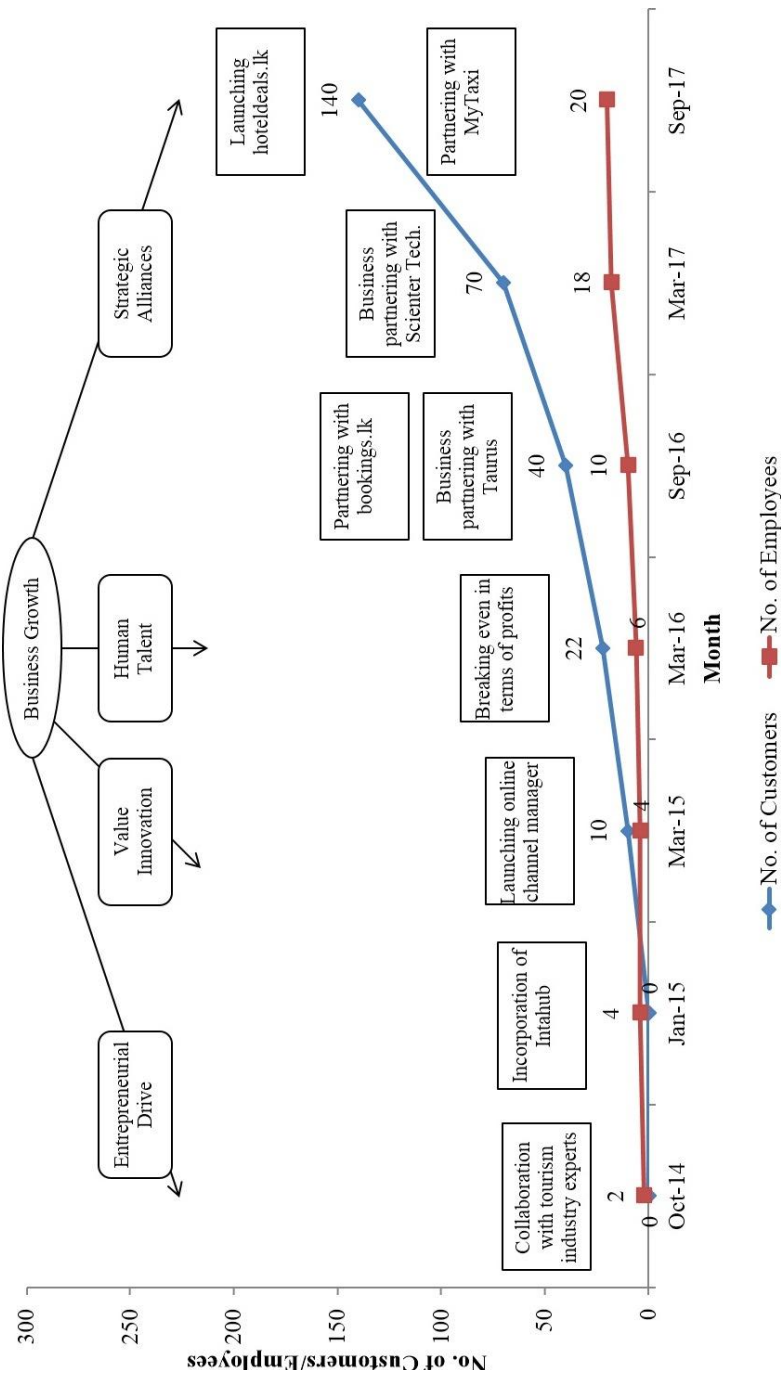 Business Growth
Entrepreneurial
Drive
Value
Innovation
Human
Talent
Strategic
Alliances
No. of Customers/Employees
300
250
200
150
100
50
0
Collaboration
with tourism
industry experts
Incorporation of
Intahub
Launching online
channel manager
Breaking even in
terms of profits
Partnering with
bookings.lk
Business
partnering with
Taurus
Business
partnering with
Scienter Tech.
Launching
hoteldeals.lk
Partnering with
MyTaxi
2
0
4
0
10
4
22
6
40
10
70
18
140
20
Oct-14
Jan-15
Mar-15
Mar-16
Sep-16
Mar-17
Sep-17
Month
No. of Customers
No. of Employees